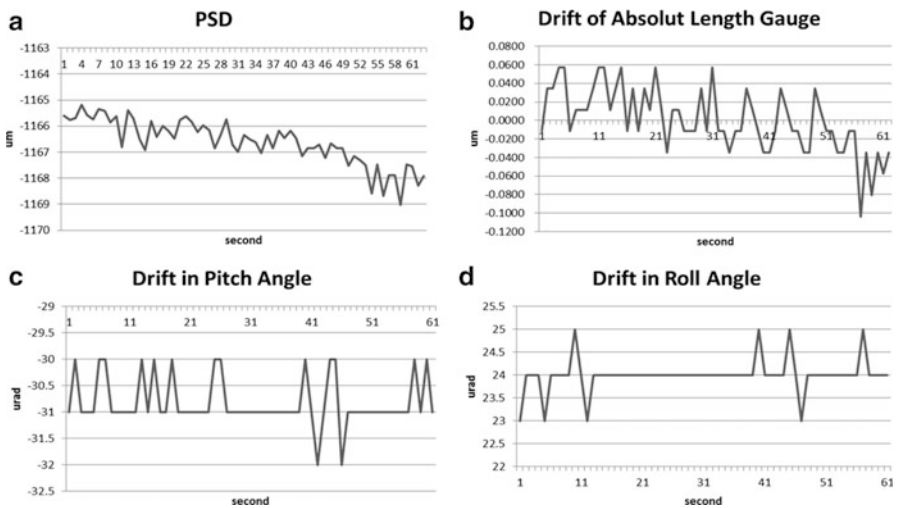 a
PSD
-1163
1 4 7 10 13 16 19 22 25 28 31 34 37 40 43 46 49 52 55 58 61
-1164
-1165
-1166
-1167
-1168
-1169
-1170
um
second
b
Drift of Absolut Length Gauge
0.0800
0.0600
0.0400
0.0200
0.0000
-0.0200
-0.0400
-0.0600
-0.0800
-0.1000
-0.1200
1 11 21 31 41 51 61
um
second
c
Drift in Pitch Angle
-29
1 11 21 31 41 51 61
-29.5
-30
-30.5
-31
-31.5
-32
-32.5
urad
second
d
Drift in Roll Angle
25.5
25
24.5
24
23.5
23
22.5
22
1 11 21 31 41 51 61
urad
second